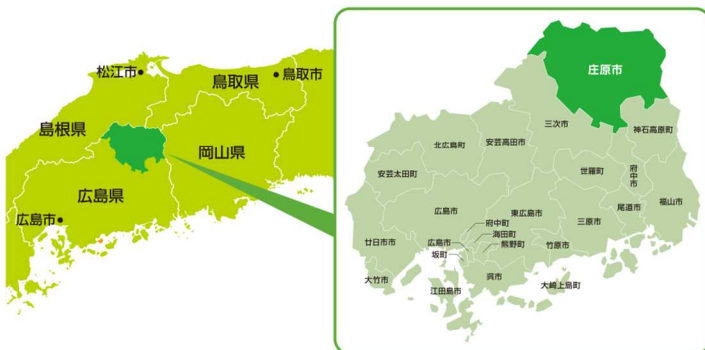 松江市
鳥取県
鳥取市
島根県
岡山県
広島県
広島市
庄原市
三次市
神石高原町
北広島町
安芸高田市
安芸太田町
世羅町
府中市
広島市
東広島市
三原市
尾道市
福山市
府中町
海田町
廿日市市
広島市
熊野町
竹原市
坂町
大竹市
江田島市
呉市
大崎上島町